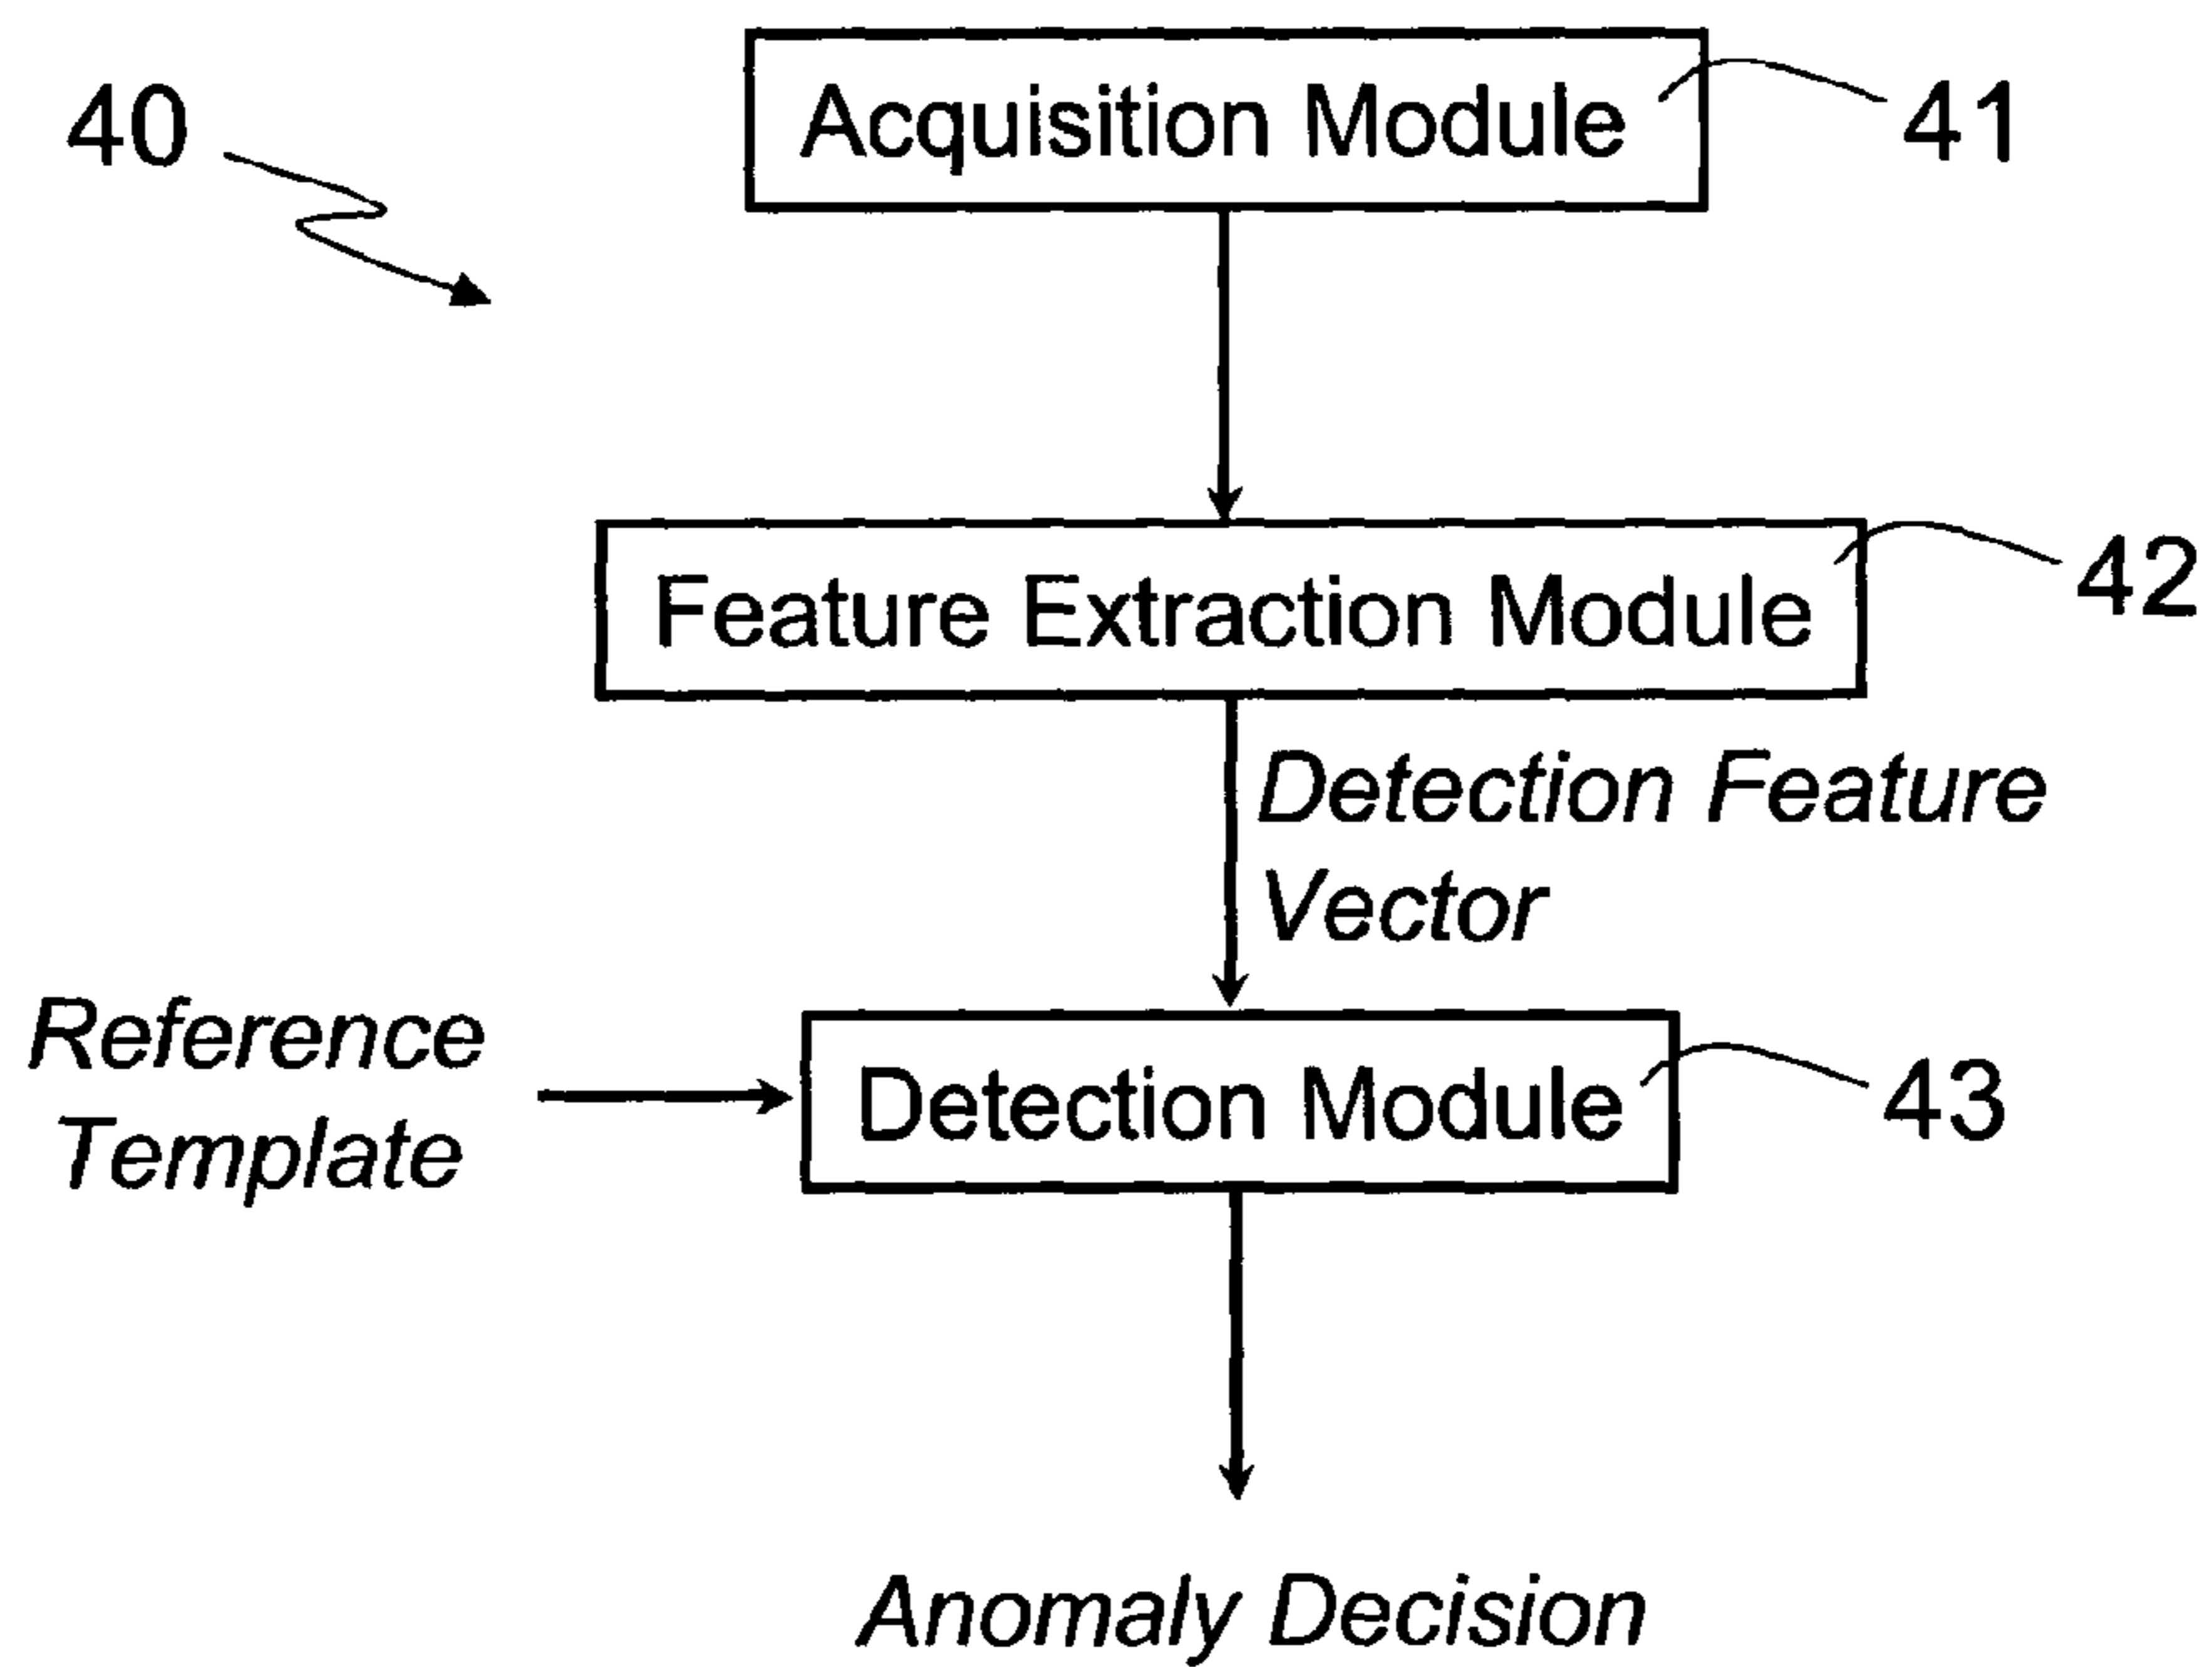 Acquisition Module
41
40
Feature Extraction Module
42
Detection Feature
Vector
Reference
Template
Detection Module
43
Anomaly Decision